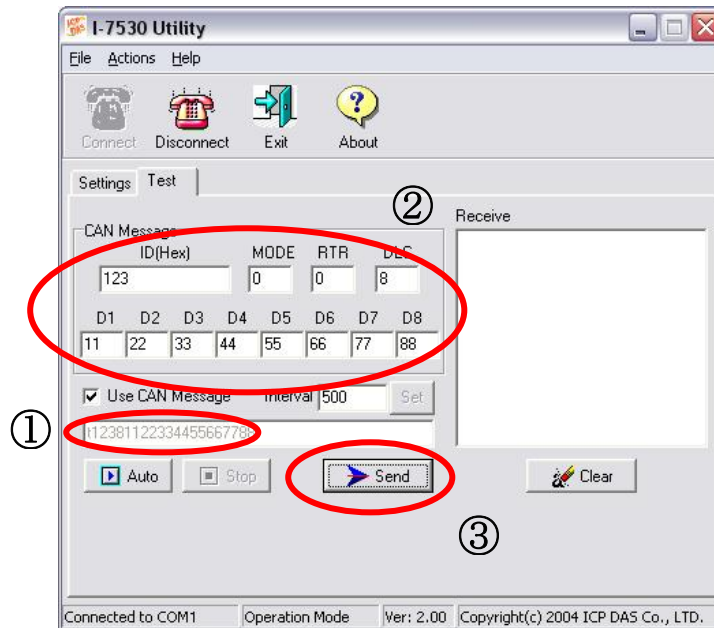 I-7530 Utility
File Actions Help
Connect Disconnect Exit About
Settings Test
②
Receive
CAN Message
ID(Hex) MODE RTR DLC
123 0 0 8
D1 D2 D3 D4 D5 D6 D7 D8
11 22 33 44 55 66 77 88
Use CAN Message Interval 500 Set
① t12381122334455667788
Auto Stop Send Clear
③
Connected to COM1 Operation Mode Ver: 2.00 Copyright(c) 2004 ICP DAS Co., LTD.